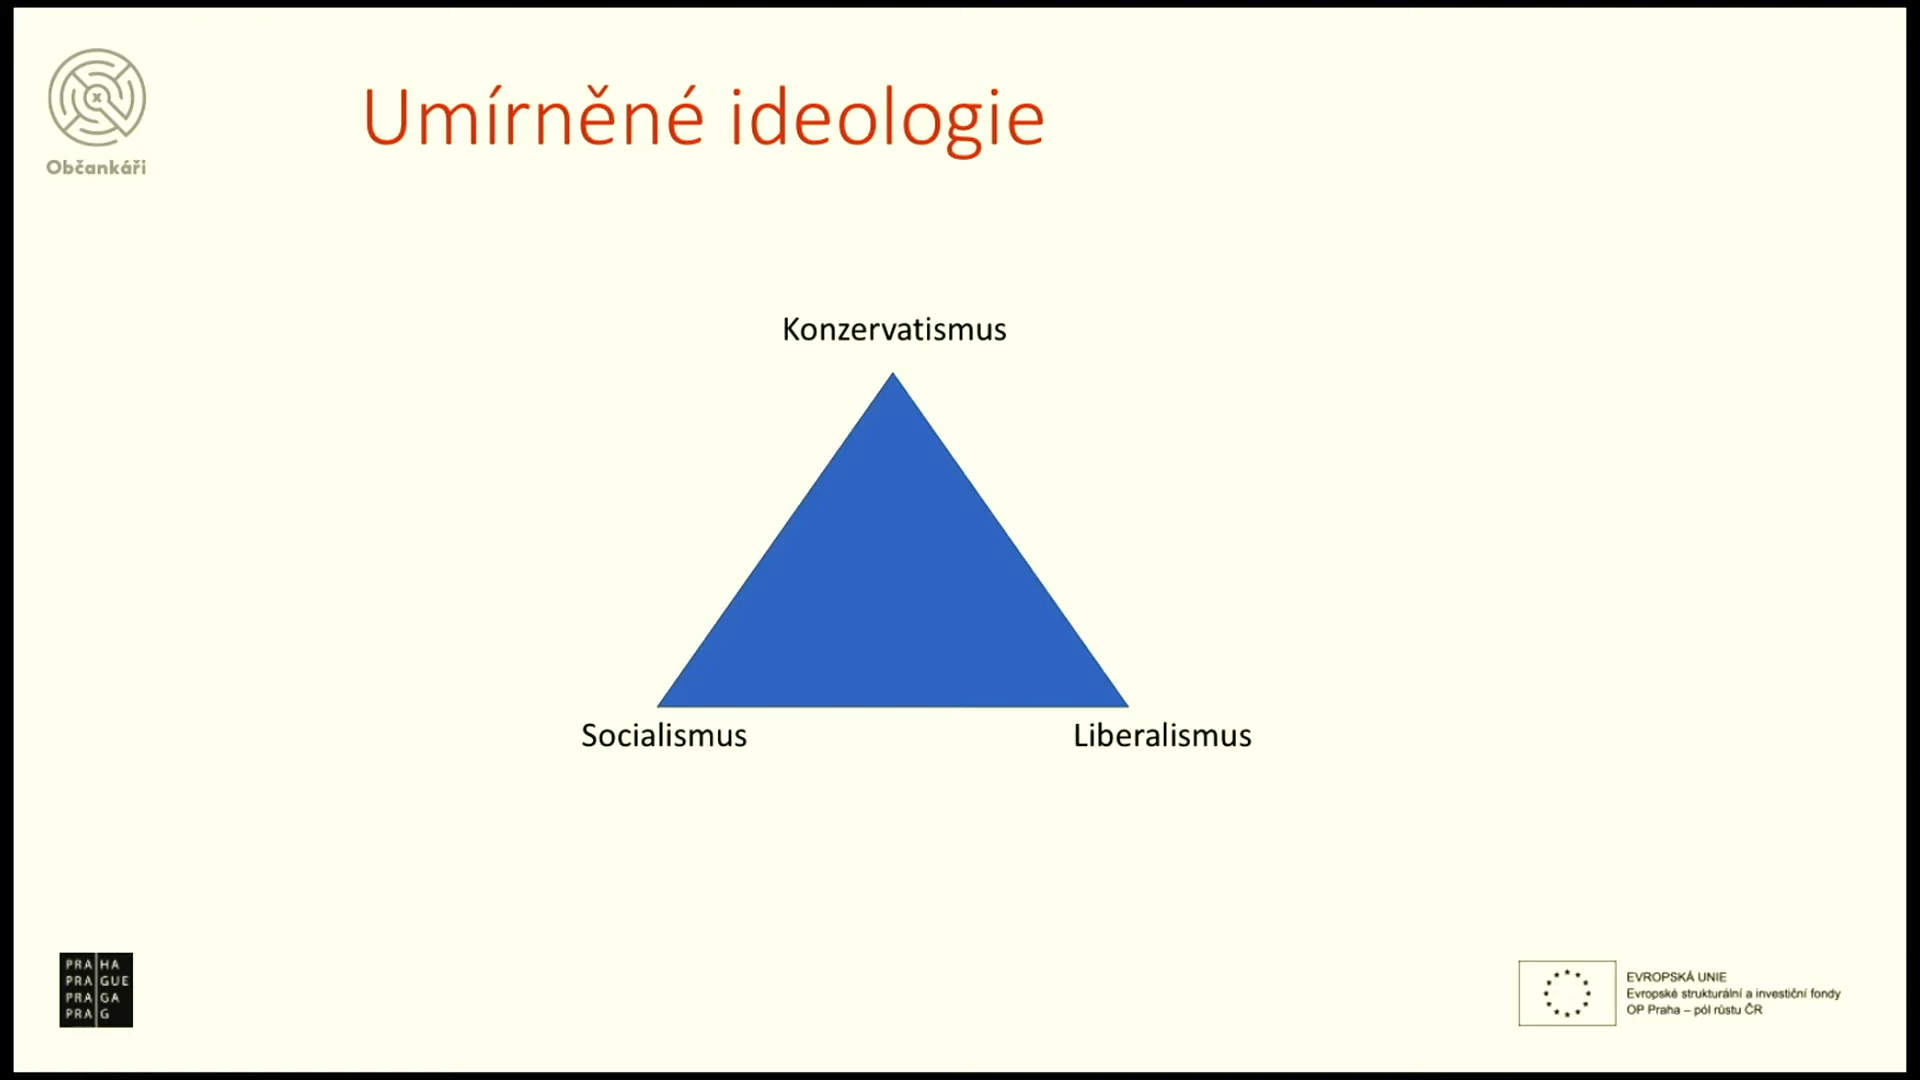 Občankáři
Umírněné ideologie
Konzervatismus
Socialismus
Liberalismus
PRA HA
PRA GUE
PRA GA
PRA G
EVROPSKÁ UNIE
Evropské strukturální a investiční fondy
OP Praha – pól růstu ČR